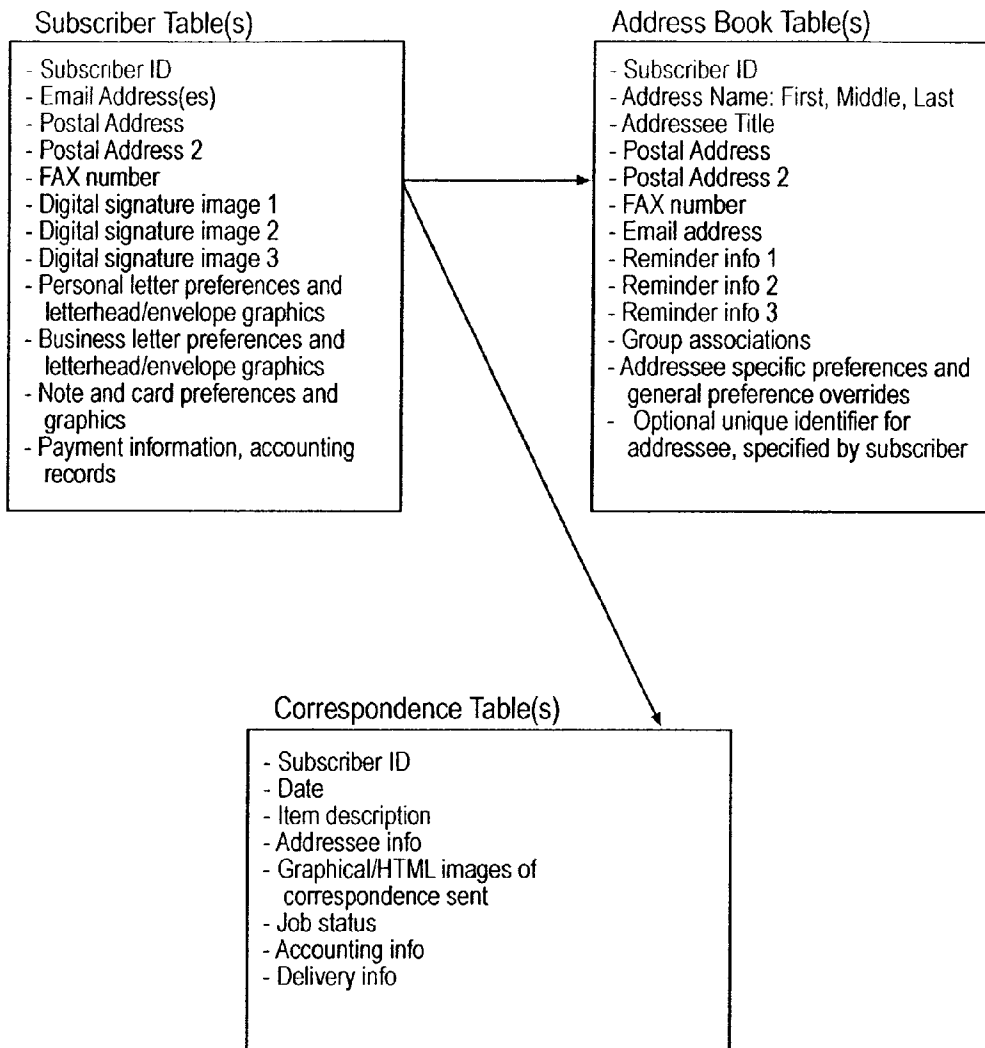 Subscriber Table(s)
- Subscriber ID
- Email Address(es)
- Postal Address
- Postal Address 2
- FAX number
- Digital signature image 1
- Digital signature image 2
- Digital signature image 3
- Personal letter preferences and
letterhead/envelope graphics
- Business letter preferences and
letterhead/envelope graphics
- Note and card preferences and
graphics
- Payment information, accounting
records
Address Book Table(s)
- Subscriber ID
- Address Name: First, Middle, Last
- Addressee Title
- Postal Address
- Postal Address 2
- FAX number
- Email address
- Reminder info 1
- Reminder info 2
- Reminder info 3
- Group associations
- Addressee specific preferences and
general preference overrides
- Optional unique identifier for
addressee, specified by subscriber
Correspondence Table(s)
- Subscriber ID
- Date
- Item description
- Addressee info
- Graphical/HTML images of
correspondence sent
- Job status
- Accounting info
- Delivery info